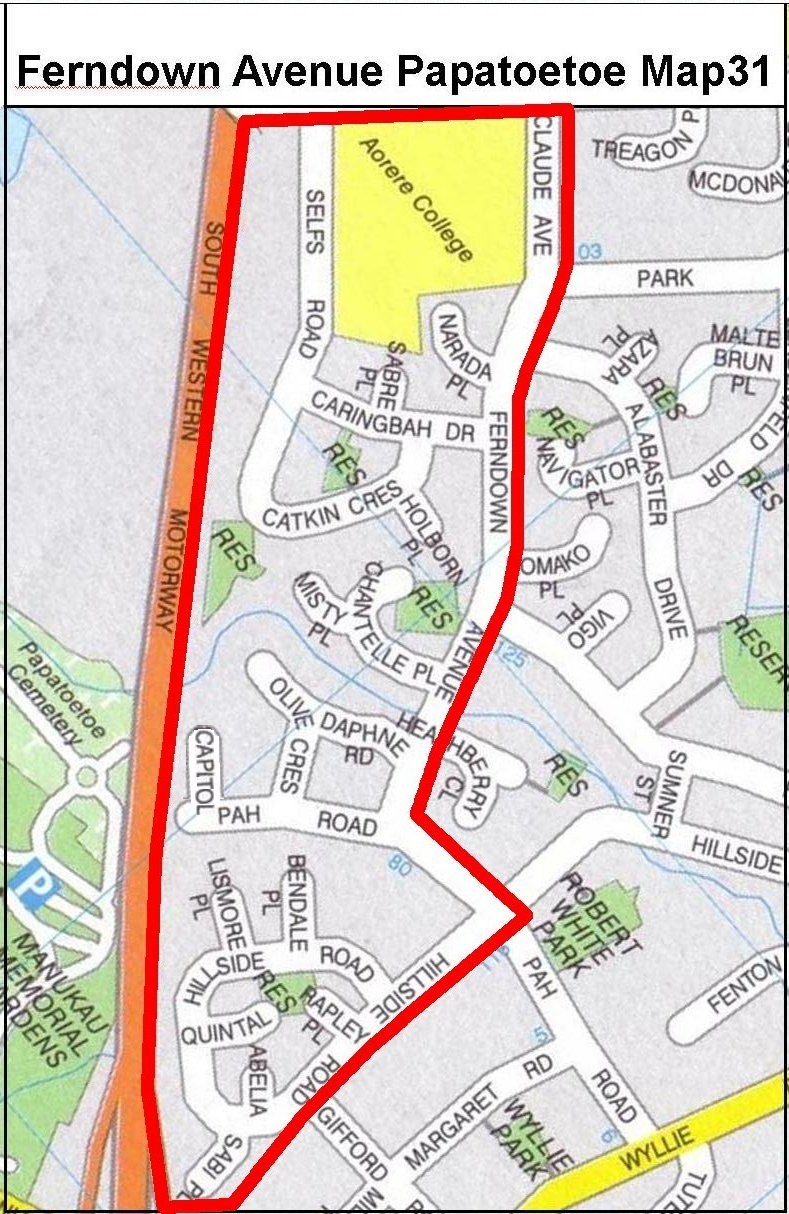 Ferndown Avenue Papatoetoe Map31
TREAGON P
MCDONA
Aorere College
CLAUDE AVE
SELFS
ROAD
SOUTH
WESTERN
MOTORWAY
03
PARK
NARADA
PL
SABRE
PL
AZARA
PL
MALTE
BRUN
PL
RES
CARINGBAH DR
FERNDOWN
AVENUE
RES
NAVIGATOR
PL
ALABASTER
DRIVE
DR
RES
RES
CATKIN CRES
HOLBORN
PL
RES
OMAKO
PL
CHANTELLE PL
MISTY
PL
RES
VIGO
PL
125
RESER
Papatoetoe
Cemetery
OLIVE
CRES
DAPHNE
RD
HEATHBERRY
CL
RES
CAPITOL
PAH
ROAD
SUMNER
ST
HILLSIDE
80
P
LISMORE
PL
BENDALE
PL
ROBERT
WHITE
PARK
MANUKAU
MEMORIAL
HILLSIDE
ROAD
HILLSIDE
ROAD
RES
RAPLEY
PL
QUINTAL
ABELIA
SABI PL
PAH
ROAD
FENTON
5
MARGARET
RD
GIFFORD
WYLLIE
PARK
WYLLIE